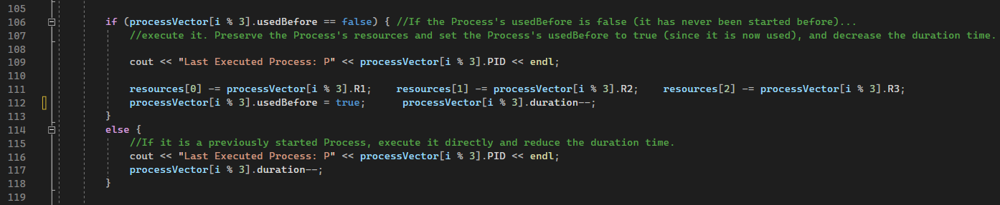 105
106 if (processVector[i % 3].usedBefore == false) { //If the Process's usedBefore is false (it has never been started before)...
107 //execute it. Preserve the Process's resources and set the Process's usedBefore to true (since it is now used), and decrease the duration time.
108
109 cout << "Last Executed Process: P" << processVector[i % 3].PID << endl;
110
111 resources[0] -= processVector[i % 3].R1;    resources[1] -= processVector[i % 3].R2;    resources[2] -= processVector[i % 3].R3;
112 processVector[i % 3].usedBefore = true;      processVector[i % 3].duration--;
113 }
114 else {
115 //If it is a previously started Process, execute it directly and reduce the duration time.
116 cout << "Last Executed Process: P" << processVector[i % 3].PID << endl;
117 processVector[i % 3].duration--;
118 }
119